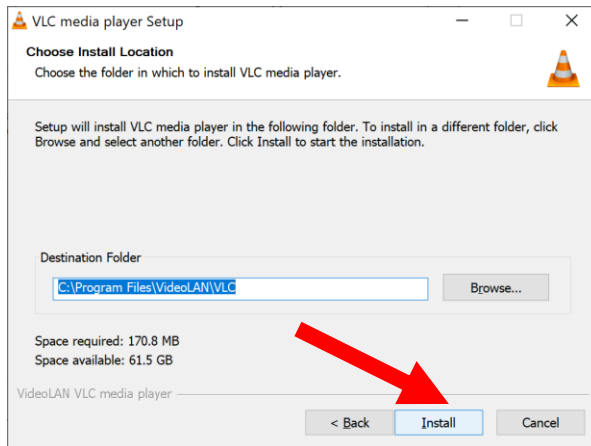 VLC media player Setup
Choose Install Location
Choose the folder in which to install VLC media player.
Setup will install VLC media player in the following folder. To install in a different folder, click
Browse and select another folder. Click Install to start the installation.
Destination Folder
C:\Program Files\VideoLAN\VLC
Browse...
Space required: 170.8 MB
Space available: 61.5 GB
VideoLAN VLC media player
< Back Install Cancel